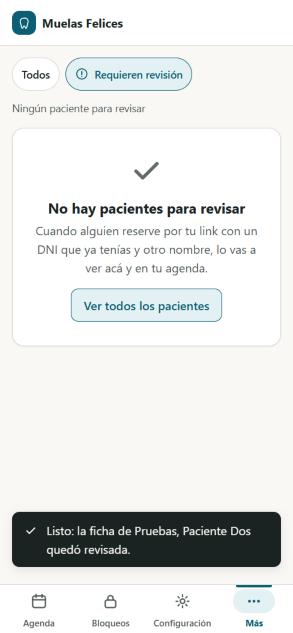 Muelas Felices
Todos
Requieren revisión
Ningún paciente para revisar
No hay pacientes para revisar
Cuando alguien reserve por tu link con un
DNI que ya tenías y otro nombre, lo vas a
ver acá y en tu agenda.
Ver todos los pacientes
Listo: la ficha de Pruebas, Paciente Dos
quedó revisada.
Agenda
Bloqueos
Configuración
Más